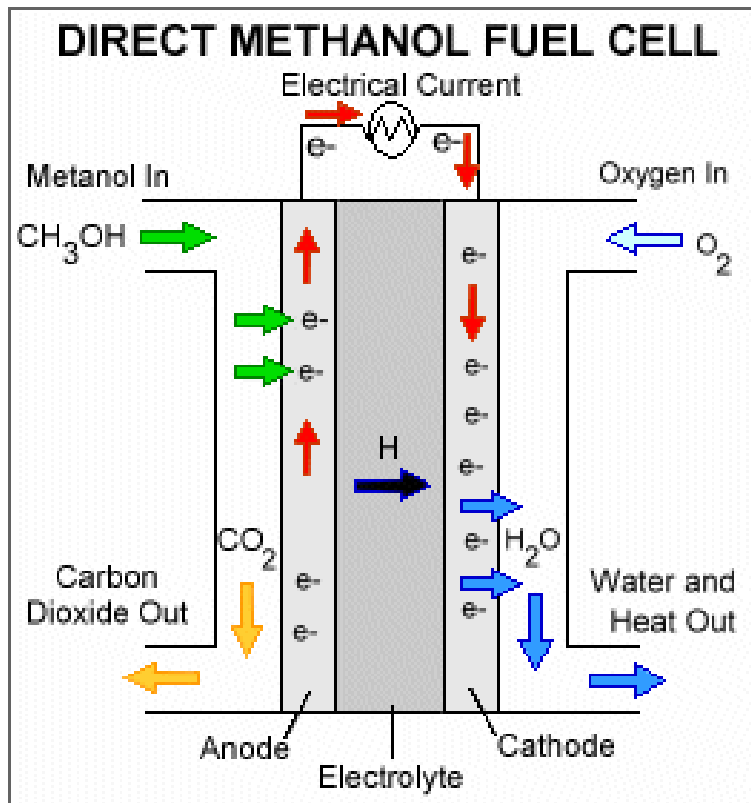 DIRECT METHANOL FUEL CELL
Electrical Current
e-
e-
Metanol In
Oxygen In
CH3OH
O2
e-
e-
e-
e-
e-
H
e-
CO2
e-
H2O
e-
e-
e-
Carbon
Dioxide Out
Water and
Heat Out
Anode
Cathode
Electrolyte